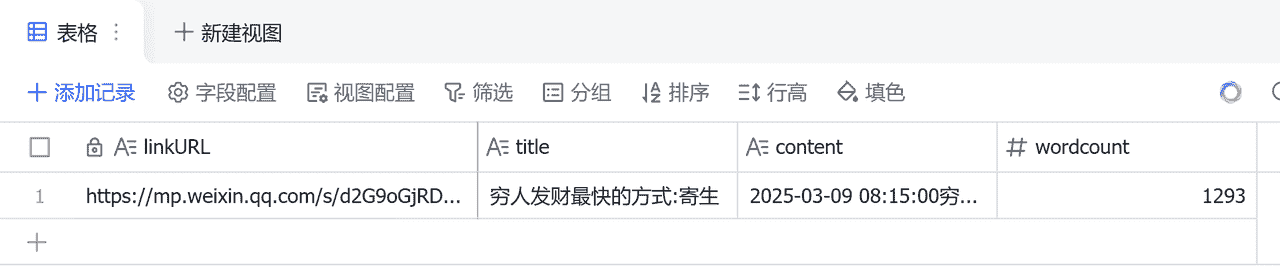 表格 新建视图
添加记录 字段配置 视图配置 筛选 分组 排序 行高 填色
linkURL title content wordcount
1 https://mp.weixin.qq.com/s/d2G9oGjRD... 穷人发财最快的方式:寄生 2025-03-09 08:15:00穷... 1293